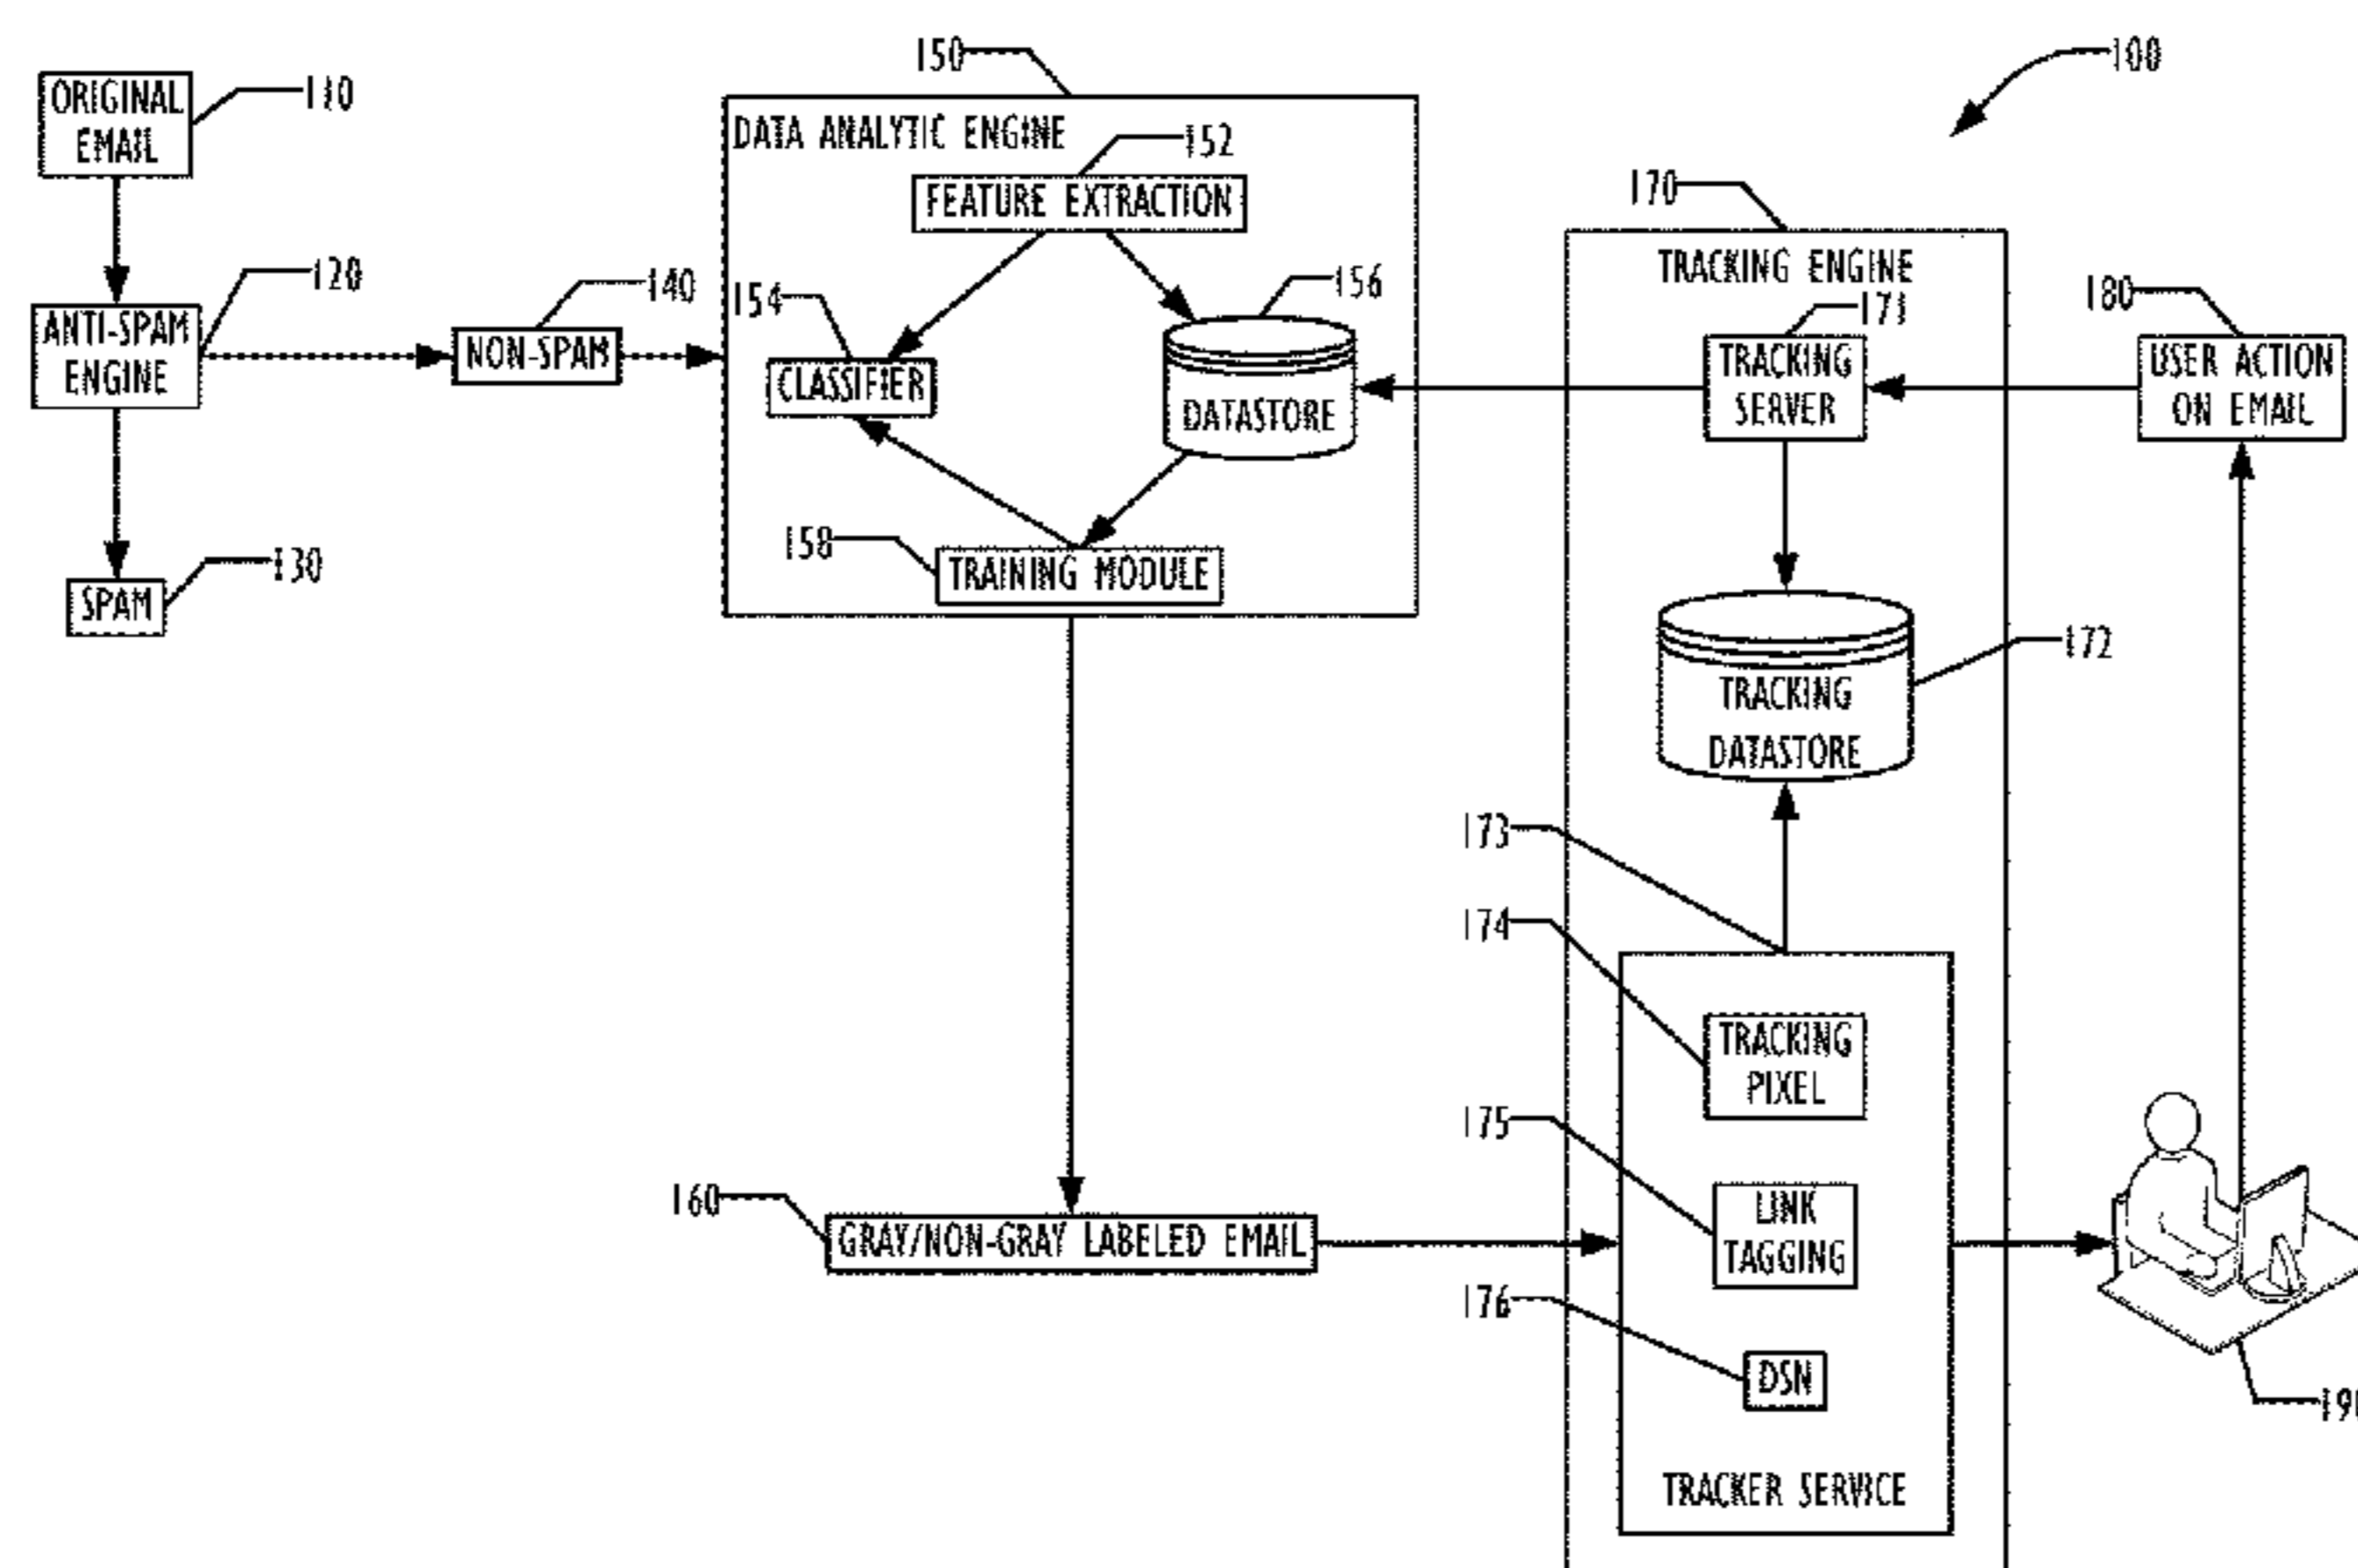 150
100
ORIGINAL
EMAIL
110
DATA ANALYTIC ENGINE
152
FEATURE EXTRACTION
170
TRACKING ENGINE
120
140
154
156
171
180
ANTI-SPAM
ENGINE
NON-SPAM
CLASSIFIER
DATASTORE
TRACKING
SERVER
USER ACTION
ON EMAIL
158
TRAINING MODULE
130
SPAM
172
TRACKING
DATASTORE
173
174
TRACKING
PIXEL
175
160
GRAY/NON-GRAY LABELED EMAIL
LINK
TAGGING
176
DSN
TRACKER SERVICE